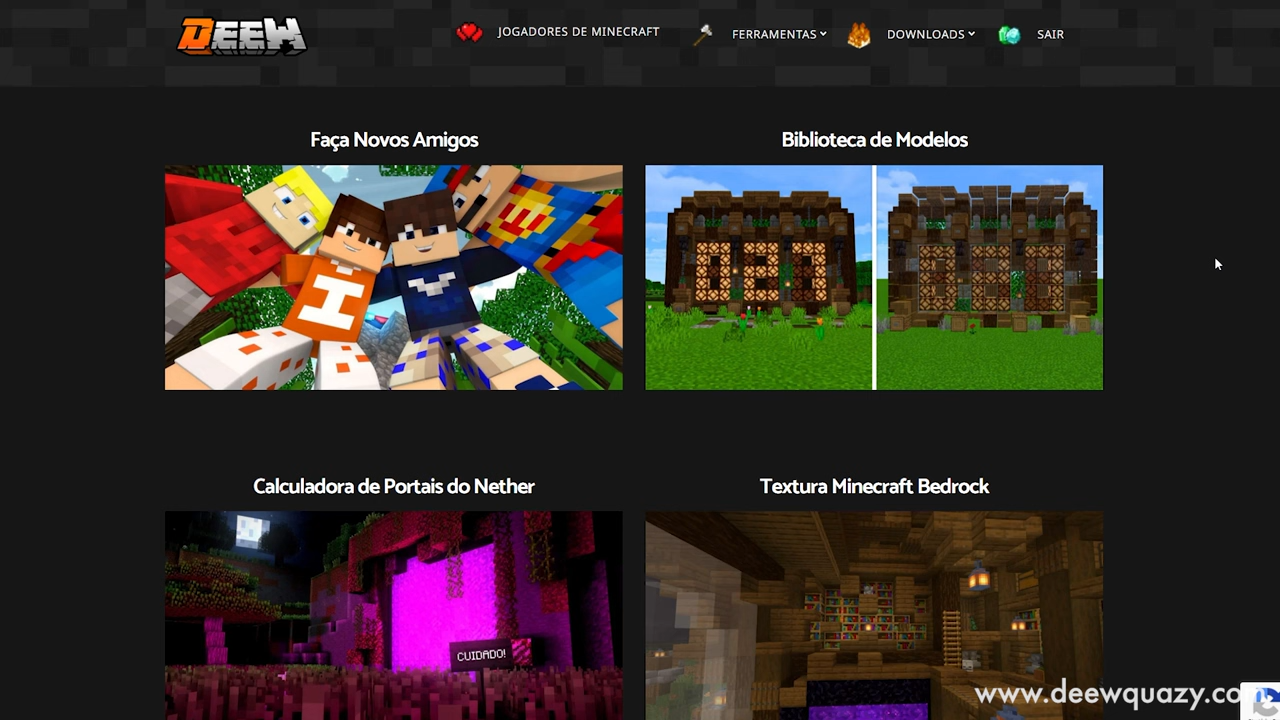 DEEW
JOGADORES DE MINECRAFT
FERRAMENTAS
DOWNLOADS
SAIR
Faça Novos Amigos
Biblioteca de Modelos
Calculadora de Portais do Nether
Textura Minecraft Bedrock
CUIDADO!
www.deewquazy.co